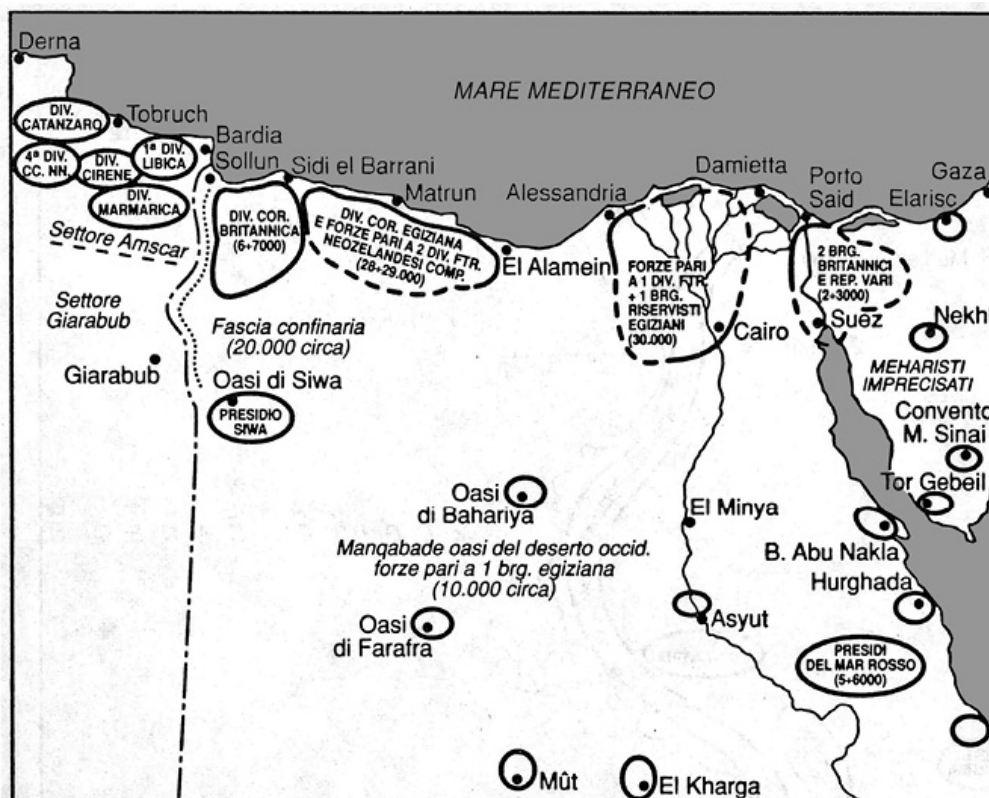 Derna
MARE MEDITERRANEO
DIV.
CATANZARO
Tobruch
4ª DIV.
CC. NN.
DIV.
CIRENE
1ª DIV.
LIBICA
Bardia
Sollun
DIV.
MARMARICA
Settore Amscar
Sidi el Barrani
Matrun
Alessandria
Damietta
Porto
Said
Gaza
Elarisc
DIV. COR.
BRITANNICA
(6÷7000)
DIV. COR. EGIZIANA
E FORZE PARI A 2 DIV. FTR.
NEOZELANDESI COMP.
(28÷29.000)
El Alamein
FORZE PARI
A 1 DIV. FTR.
+ 1 BRG.
RISERVISTI
EGIZIANI
(30.000)
2 BRG.
BRITANNICI
E REP. VARI
(2÷3000)
Cairo
Suez
Nekhl
MEHARISTI
IMPRECISATI
Settore
Giarabub
Fascia confinaria
(20.000 circa)
Giarabub
Oasi di Siwa
PRESIDIO
SIWA
Convento
M. Sinai
Tor Gebeil
Oasi
di Bahariya
El Minya
B. Abu Nakla
Manqabade oasi del deserto occid.
forze pari a 1 brg. egiziana
(10.000 circa)
Hurghada
Oasi
di Farafra
Asyut
PRESIDI
DEL MAR ROSSO
(5÷6000)
Mût
El Kharga